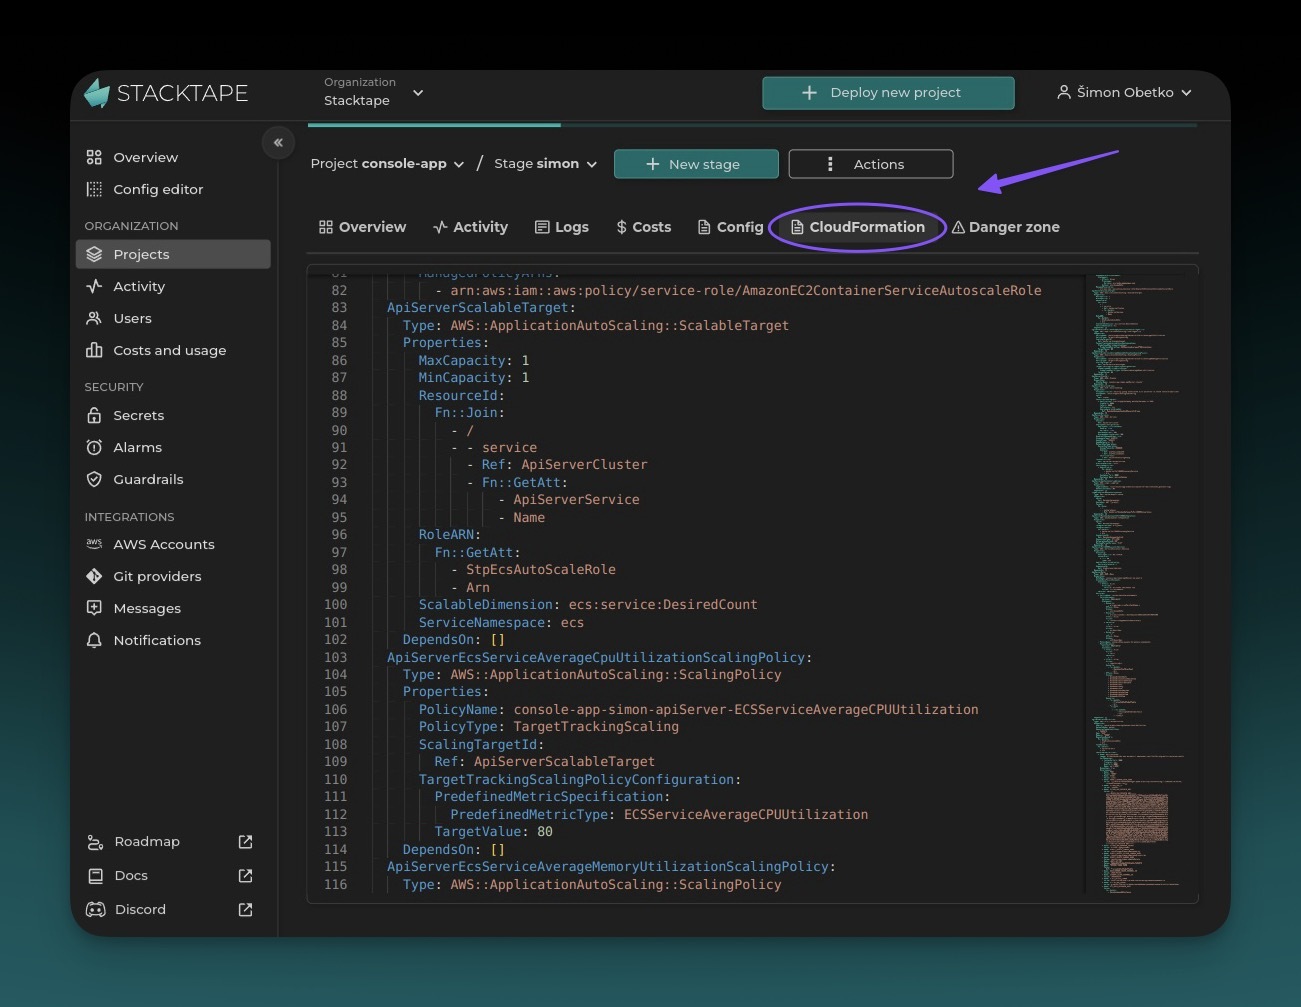 STACKTAPE
Organization
Stacktape
Deploy new project
Šimon Obetko
Overview
Config editor
ORGANIZATION
Projects
Activity
Users
Costs and usage
SECURITY
Secrets
Alarms
Guardrails
INTEGRATIONS
aws AWS Accounts
Git providers
Messages
Notifications
Roadmap
Docs
Discord
Project console-app / Stage simon
New stage
Actions
Overview
Activity
Logs
$ Costs
Config
CloudFormation
Danger zone
81 ManagedPolicyArns:
82 - arn:aws:iam::aws:policy/service-role/AmazonEC2ContainerServiceAutoscaleRole
83 ApiServerScalableTarget:
84 Type: AWS::ApplicationAutoScaling::ScalableTarget
85 Properties:
86 MaxCapacity: 1
87 MinCapacity: 1
88 ResourceId:
89 Fn::Join:
90 - /
91 - - service
92 - Ref: ApiServerCluster
93 - Fn::GetAtt:
94 - ApiServerService
95 - Name
96 RoleARN:
97 Fn::GetAtt:
98 - StpEcsAutoScaleRole
99 - Arn
100 ScalableDimension: ecs:service:DesiredCount
101 ServiceNamespace: ecs
102 DependsOn: []
103 ApiServerEcsServiceAverageCpuUtilizationScalingPolicy:
104 Type: AWS::ApplicationAutoScaling::ScalingPolicy
105 Properties:
106 PolicyName: console-app-simon-apiServer-ECSServiceAverageCPUUtilization
107 PolicyType: TargetTrackingScaling
108 ScalingTargetId:
109 Ref: ApiServerScalableTarget
110 TargetTrackingScalingPolicyConfiguration:
111 PredefinedMetricSpecification:
112 PredefinedMetricType: ECSServiceAverageCPUUtilization
113 TargetValue: 80
114 DependsOn: []
115 ApiServerEcsServiceAverageMemoryUtilizationScalingPolicy:
116 Type: AWS::ApplicationAutoScaling::ScalingPolicy